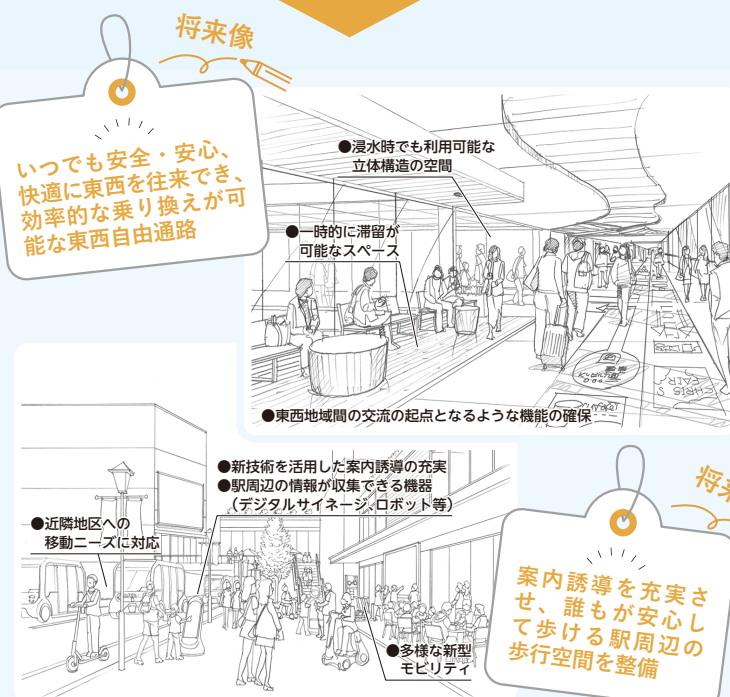 将来像
いつでも安全・安心、
快適に東西を往来でき、
効率的な乗り換えが可
能な東西自由通路
●浸水時でも利用可能な
立体構造の空間
●一時的に滞留が
可能なスペース
●東西地域間の交流の起点となるような機能の確保
●新技術を活用した案内誘導の充実
●駅周辺の情報が収集できる機器
（デジタルサイネージ、ロボット等）
●近隣地区への
移動ニーズに対応
●多様な新型
モビリティ
将来
案内誘導を充実さ
せ、誰もが安心し
て歩ける駅周辺の
歩行空間を整備